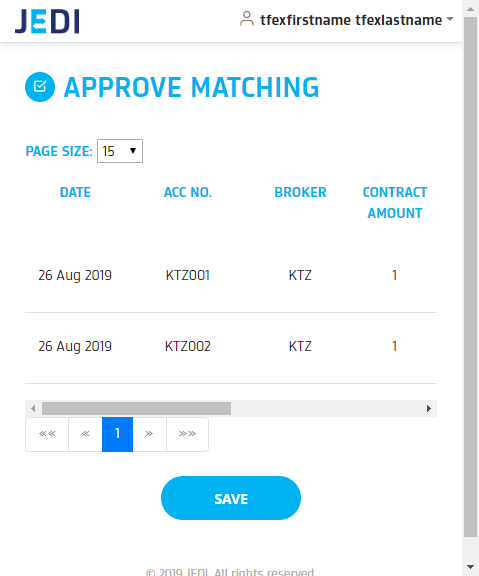 JEDI
tfexfirstname tfexlastname
APPROVE MATCHING
PAGE SIZE: 15
DATE ACC NO. BROKER CONTRACT
AMOUNT
26 Aug 2019 KTZ001 KTZ 1
26 Aug 2019 KTZ002 KTZ 1
«« « 1 » »»
SAVE
© 2019 JEDI. All rights reserved